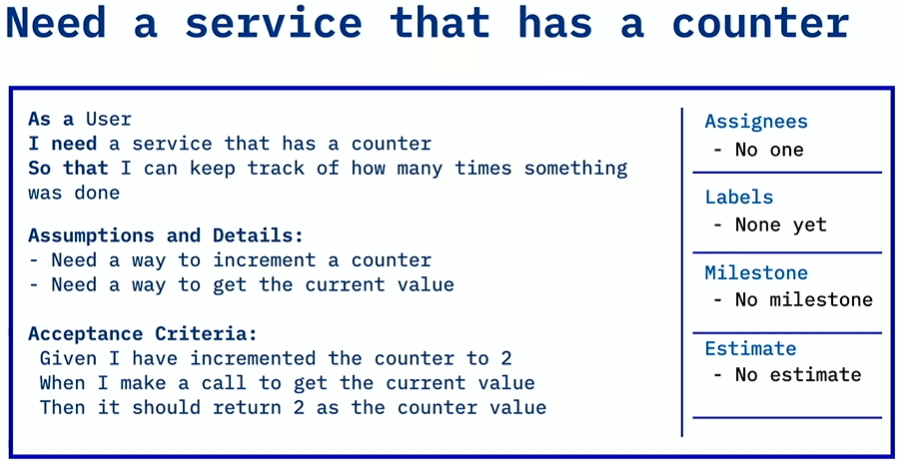 Need a service that has a counter
As a User
I need a service that has a counter
So that I can keep track of how many times something
was done
Assumptions and Details:
- Need a way to increment a counter
- Need a way to get the current value
Acceptance Criteria:
Given I have incremented the counter to 2
When I make a call to get the current value
Then it should return 2 as the counter value
Assignees
- No one
Labels
- None yet
Milestone
- No milestone
Estimate
- No estimate